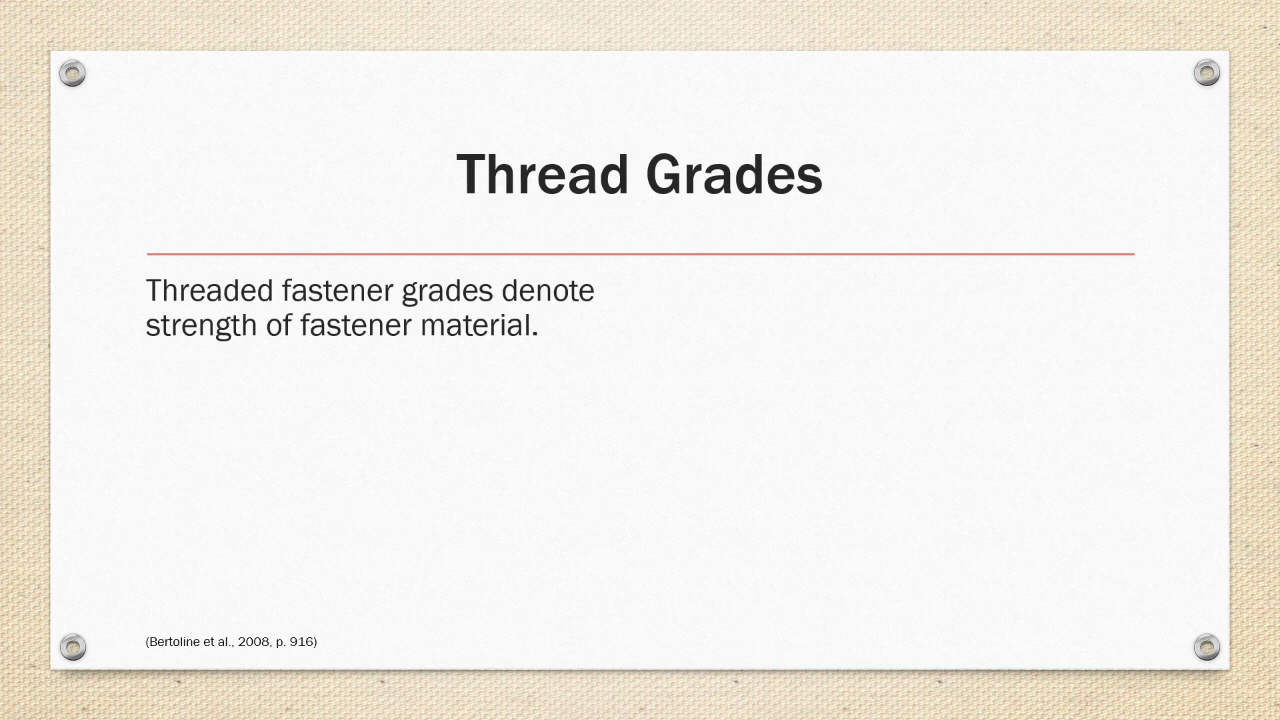 Thread Grades
Threaded fastener grades denote
strength of fastener material.
(Bertoline et al., 2008, p. 916)